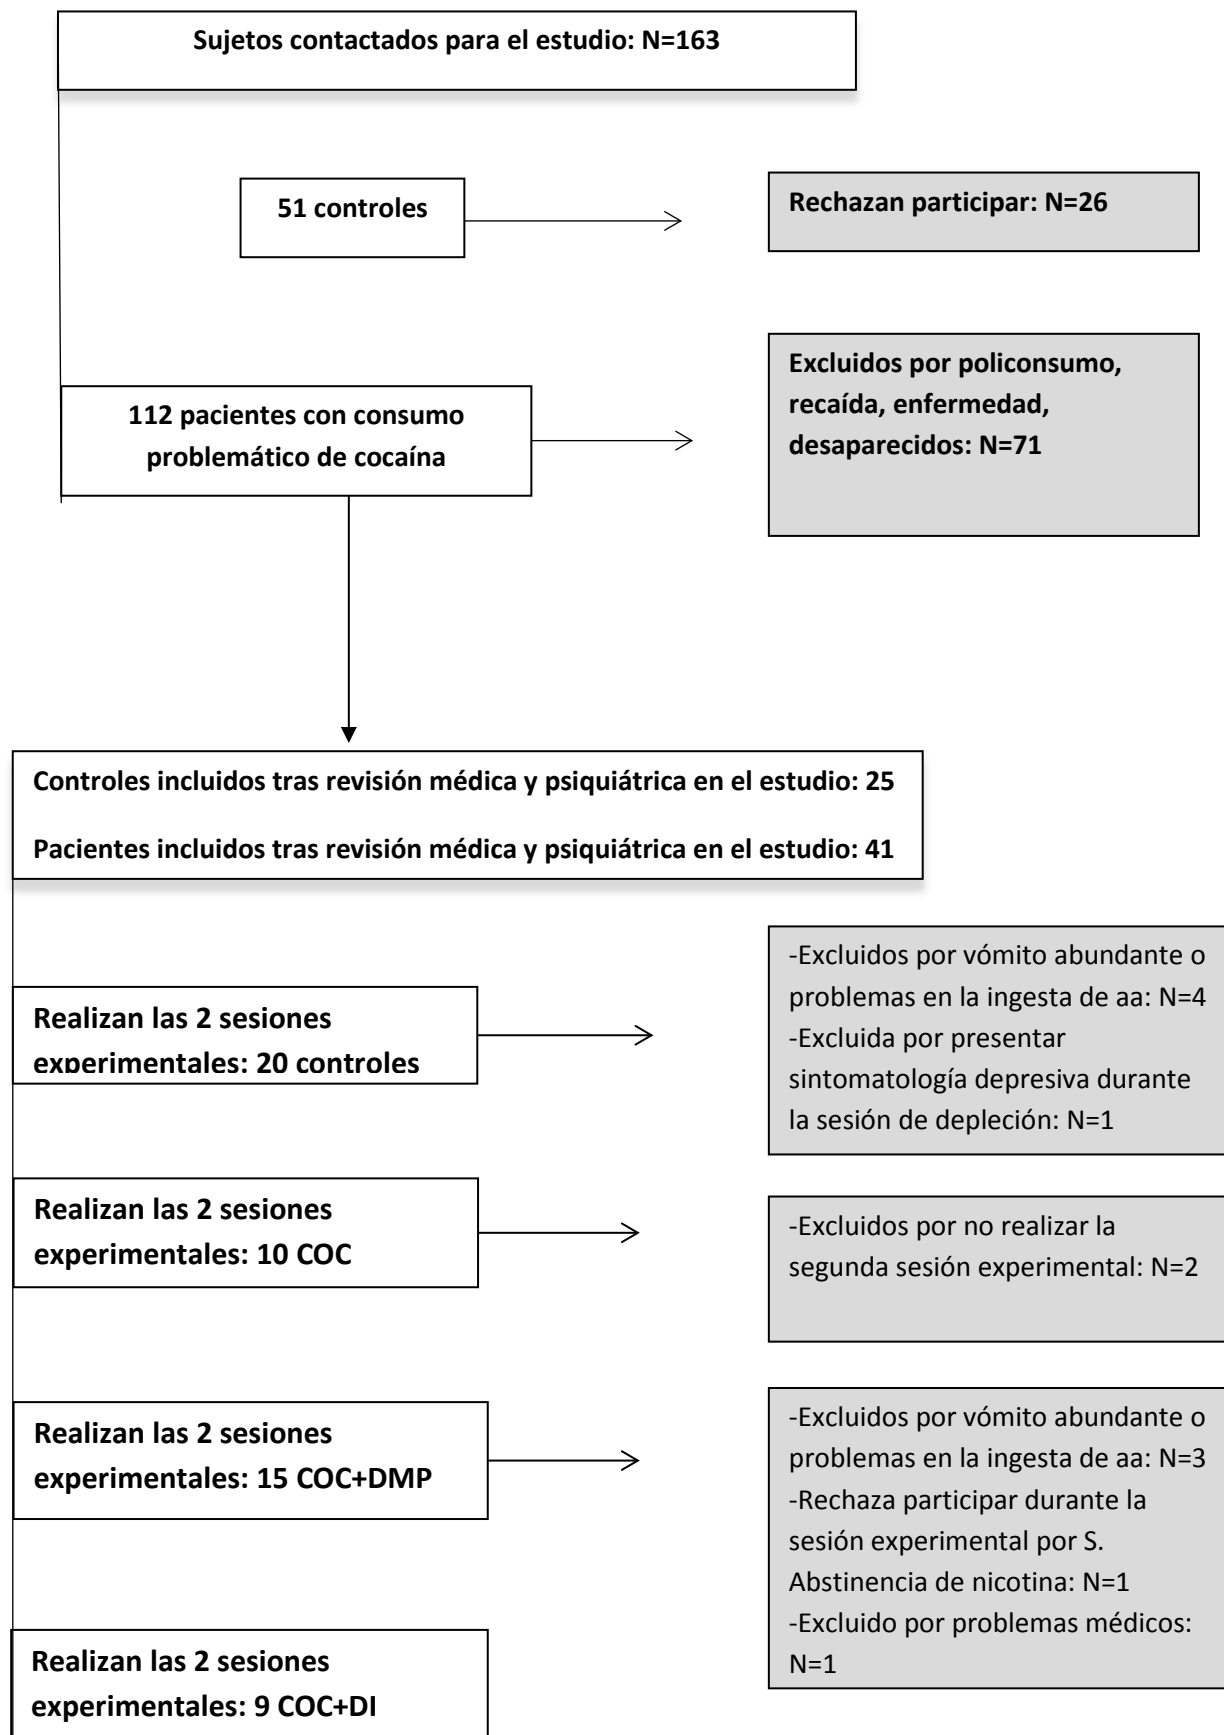 Sujetos contactados para el estudio: N=163
51 controles
Rechazan participar: N=26
112 pacientes con consumo
problemático de cocaína
Excluidos por policonsumo,
recaída, enfermedad,
desaparecidos: N=71
Controles incluidos tras revisión médica y psiquiátrica en el estudio: 25
Pacientes incluidos tras revisión médica y psiquiátrica en el estudio: 41
Realizan las 2 sesiones
experimentales: 20 controles
-Excluidos por vómito abundante o
problemas en la ingesta de aa: N=4
-Excluida por presentar
sintomatología depresiva durante
la sesión de depleción: N=1
Realizan las 2 sesiones
experimentales: 10 COC
-Excluidos por no realizar la
segunda sesión experimental: N=2
Realizan las 2 sesiones
experimentales: 15 COC+DMP
-Excluidos por vómito abundante o
problemas en la ingesta de aa: N=3
-Rechaza participar durante la
sesión experimental por S.
Abstinencia de nicotina: N=1
-Excluido por problemas médicos:
N=1
Realizan las 2 sesiones
experimentales: 9 COC+DI